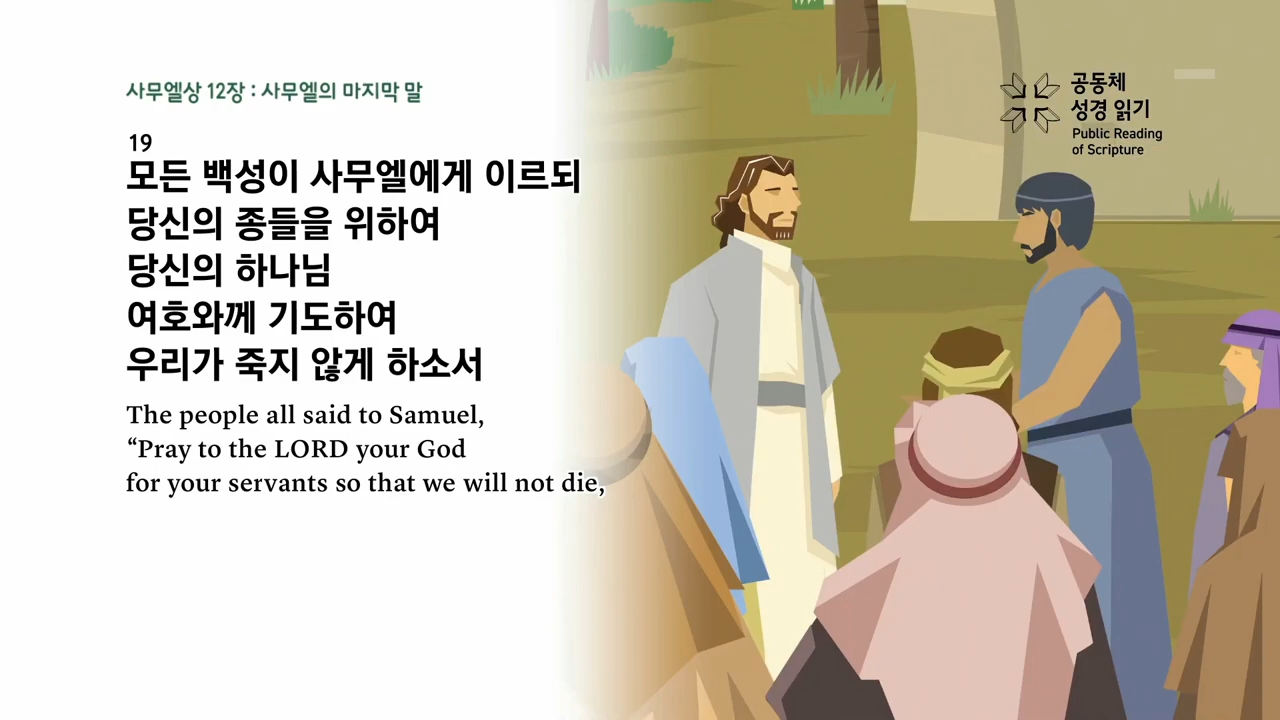 사무엘상 12장 : 사무엘의 마지막 말
19
모든 백성이 사무엘에게 이르되
당신의 종들을 위하여
당신의 하나님
여호와께 기도하여
우리가 죽지 않게 하소서
The people all said to Samuel,
“Pray to the LORD your God
for your servants so that we will not die,
공동체
성경 읽기
Public Reading
of Scripture